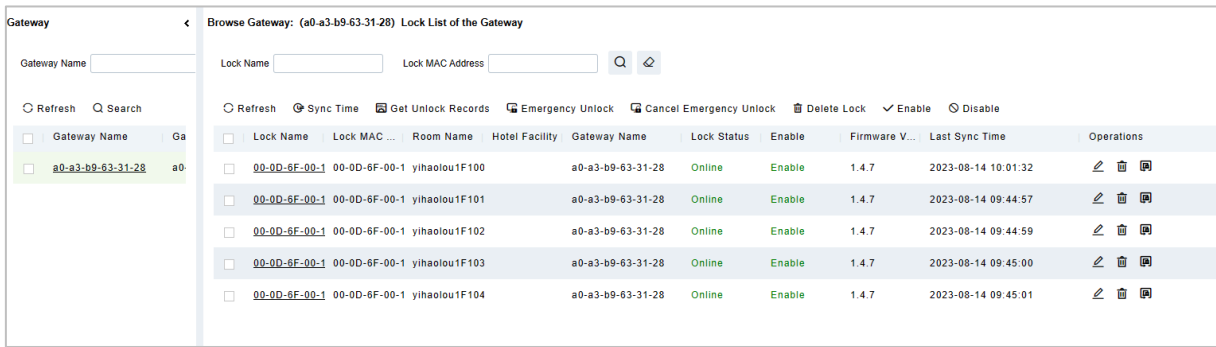 Gateway
Browse Gateway: (a0-a3-b9-63-31-28) Lock List of the Gateway
Gateway Name
Lock Name Lock MAC Address
Refresh Search
Refresh Sync Time Get Unlock Records Emergency Unlock Cancel Emergency Unlock Delete Lock Enable Disable
Gateway Name Ga
Lock Name Lock MAC ... Room Name Hotel Facility Gateway Name Lock Status Enable Firmware V... Last Sync Time Operations
a0-a3-b9-63-31-28 a0-
00-0D-6F-00-1 00-0D-6F-00-1 yihaolou1F100 a0-a3-b9-63-31-28 Online Enable 1.4.7 2023-08-14 10:01:32
00-0D-6F-00-1 00-0D-6F-00-1 yihaolou1F101 a0-a3-b9-63-31-28 Online Enable 1.4.7 2023-08-14 09:44:57
00-0D-6F-00-1 00-0D-6F-00-1 yihaolou1F102 a0-a3-b9-63-31-28 Online Enable 1.4.7 2023-08-14 09:44:59
00-0D-6F-00-1 00-0D-6F-00-1 yihaolou1F103 a0-a3-b9-63-31-28 Online Enable 1.4.7 2023-08-14 09:45:00
00-0D-6F-00-1 00-0D-6F-00-1 yihaolou1F104 a0-a3-b9-63-31-28 Online Enable 1.4.7 2023-08-14 09:45:01